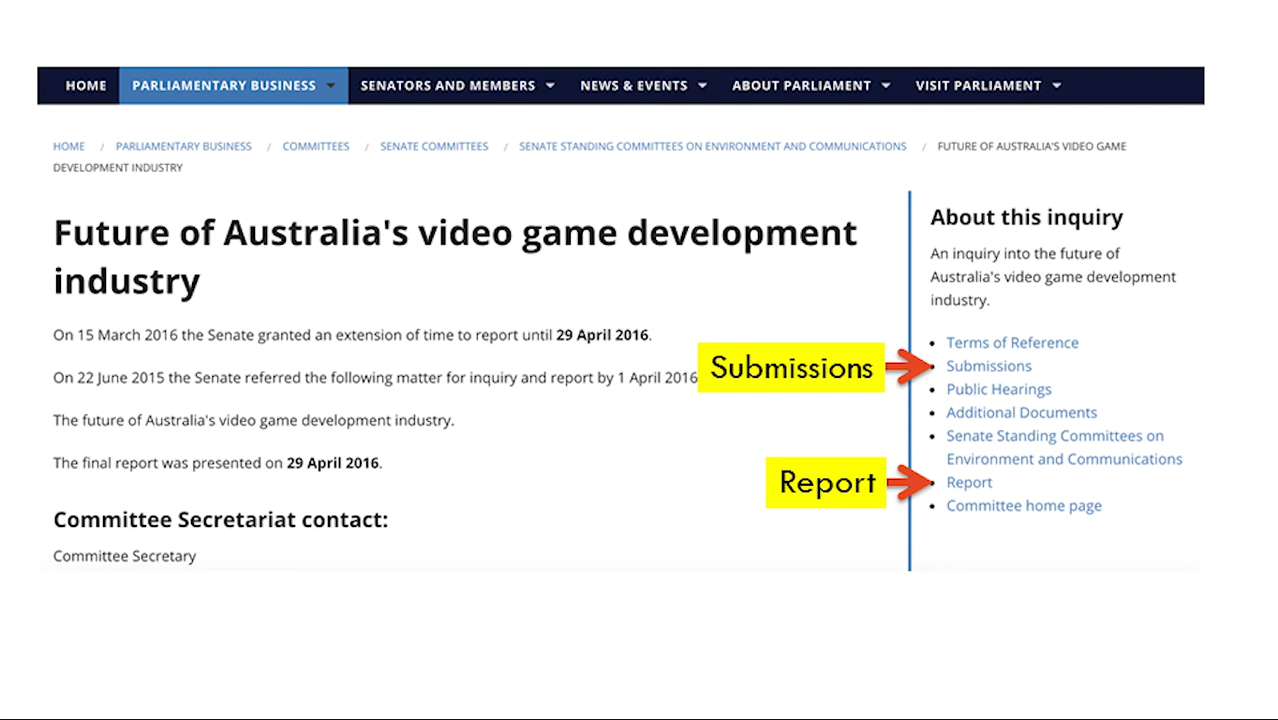 HOME PARLIAMENTARY BUSINESS SENATORS AND MEMBERS NEWS & EVENTS ABOUT PARLIAMENT VISIT PARLIAMENT
HOME / PARLIAMENTARY BUSINESS / COMMITTEES / SENATE COMMITTEES / SENATE STANDING COMMITTEES ON ENVIRONMENT AND COMMUNICATIONS / FUTURE OF AUSTRALIA'S VIDEO GAME
DEVELOPMENT INDUSTRY
Future of Australia's video game development
industry
On 15 March 2016 the Senate granted an extension of time to report until 29 April 2016.
On 22 June 2015 the Senate referred the following matter for inquiry and report by 1 April 2016
The future of Australia's video game development industry.
The final report was presented on 29 April 2016.
Committee Secretariat contact:
Committee Secretary
Submissions
Report
About this inquiry
An inquiry into the future of
Australia's video game development
industry.
• Terms of Reference
• Submissions
• Public Hearings
• Additional Documents
• Senate Standing Committees on
Environment and Communications
• Report
• Committee home page